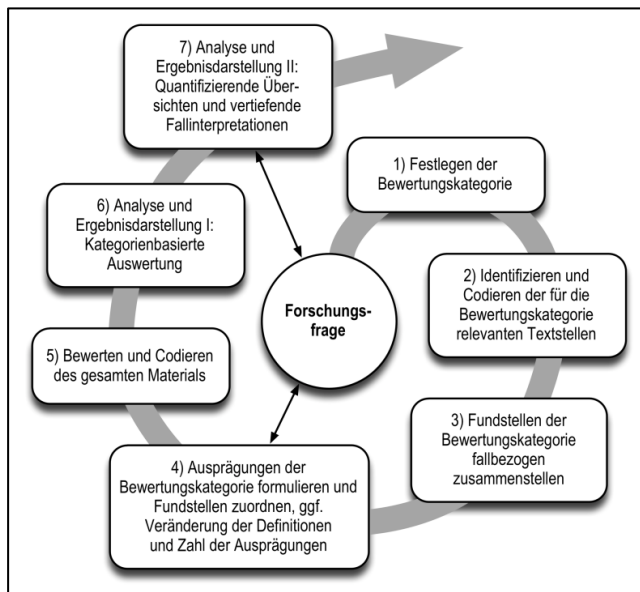 7) Analyse und
Ergebnisdarstellung II:
Quantifizierende Über-
sichten und vertiefende
Fallinterpretationen
1) Festlegen der
Bewertungskategorie
6) Analyse und
Ergebnisdarstellung I:
Kategorienbasierte
Auswertung
2) Identifizieren und
Codieren der für die
Bewertungskategorie
relevanten Textstellen
Forschungs-
frage
5) Bewerten und Codieren
des gesamten Materials
3) Fundstellen der
Bewertungskategorie
fallbezogen
zusammenstellen
4) Ausprägungen der
Bewertungskategorie formulieren und
Fundstellen zuordnen, ggf.
Veränderung der Definitionen
und Zahl der Ausprägungen